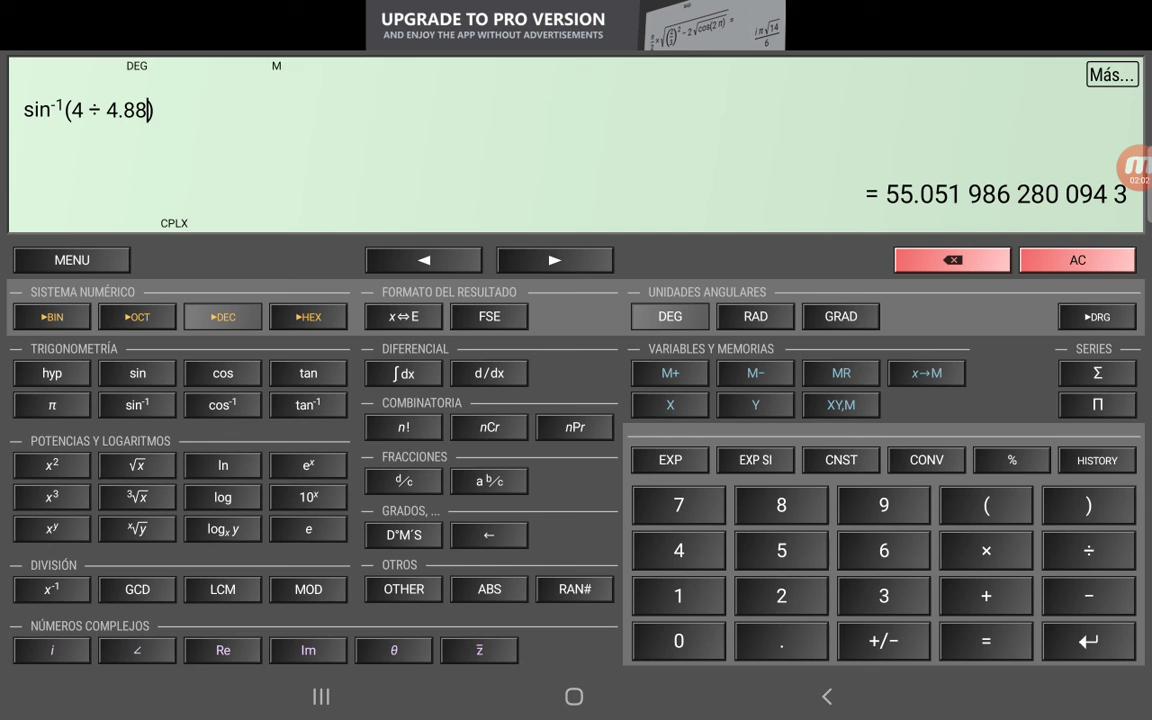 UPGRADE TO PRO VERSION
AND ENJOY THE APP WITHOUT ADVERTISEMENTS
DEG M
Más...
sin⁻¹(4 ÷ 4.88)
02:02
= 55.051 986 280 094 3
CPLX
MENU ◄ ► AC
SISTEMA NUMÉRICO FORMATO DEL RESULTADO UNIDADES ANGULARES
►BIN ►OCT ►DEC ►HEX x⇔E FSE DEG RAD GRAD ►DRG
TRIGONOMETRÍA DIFERENCIAL VARIABLES Y MEMORIAS SERIES
hyp sin cos tan ∫dx d/dx M+ M− MR x→M Σ
π sin⁻¹ cos⁻¹ tan⁻¹ COMBINATORIA X Y XY,M Π
n! nCr nPr
POTENCIAS Y LOGARITMOS FRACCIONES
x² √x ln eˣ d/c a b/c EXP EXP SI CNST CONV % HISTORY
x³ ³√x log 10ˣ GRADOS, ... 7 8 9 ( )
xʸ ˣ√y logₓ y e D°M´S ← 4 5 6 × ÷
DIVISIÓN OTROS
x⁻¹ GCD LCM MOD OTHER ABS RAN# 1 2 3 + −
NÚMEROS COMPLEJOS
i ∠ Re Im θ z̅ 0 . +/− = ↵